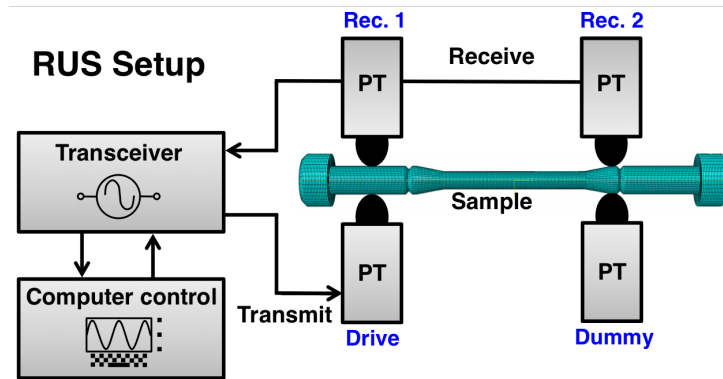 Rec. 1
Rec. 2
RUS Setup
Receive
PT
PT
Transceiver
Sample
PT
PT
Computer control
Transmit
Drive
Dummy